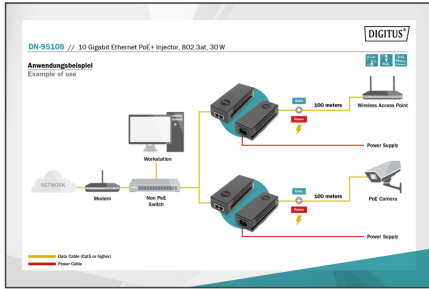 DIGITUS®
DN-95108 // 10 Gigabit Ethernet PoE+ Injector, 802.3at, 30 W
Anwendungsbeispiel
Example of use
Data
100 meters
Power
Wireless Access Point
Power Supply
Workstation
NETWORK
Modem
Non PoE
Switch
Data
100 meters
Power
PoE Camera
Power Supply
Data Cable (Cat5 or higher)
Power Cable